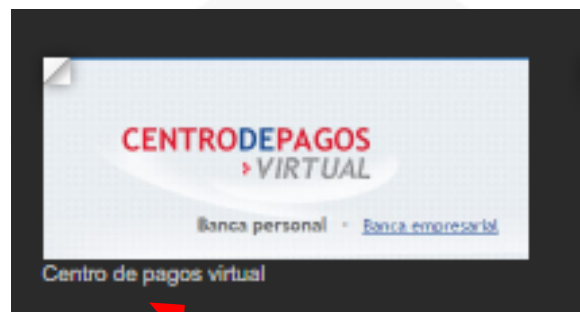 CENTRODEPAGOS
VIRTUAL
Banca personal · Banca empresarial
Centro de pagos virtual